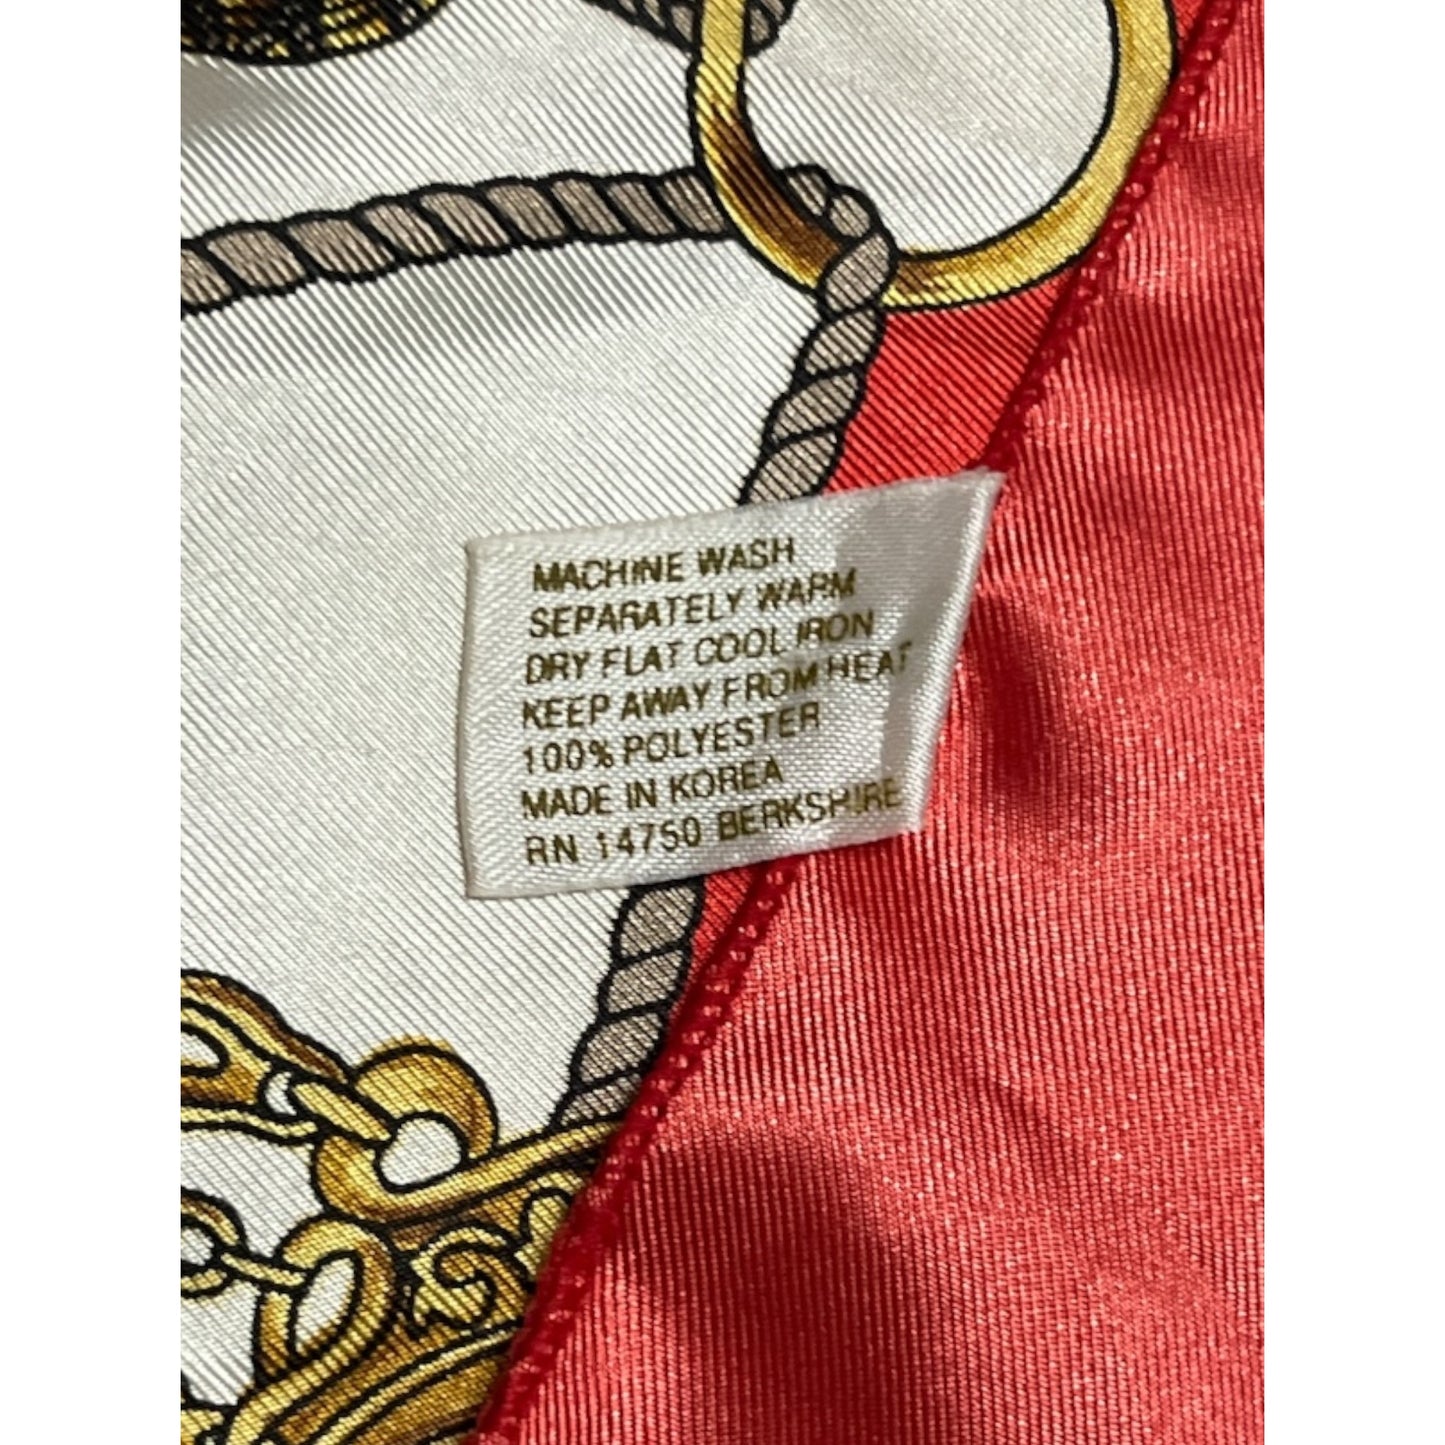 MACHINE WASH
SEPARATELY WARM
DRY FLAT COOL IRON
KEEP AWAY FROM HEAT
100% POLYESTER
MADE IN KOREA
RN 14750 BERKSHIRE